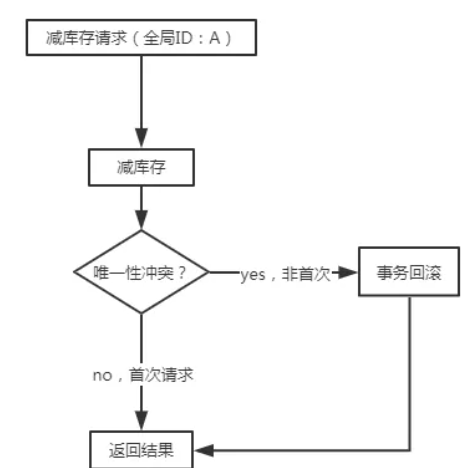 减库存请求（全局ID：A）
减库存
唯一性冲突？
yes，非首次
事务回滚
no，首次请求
返回结果